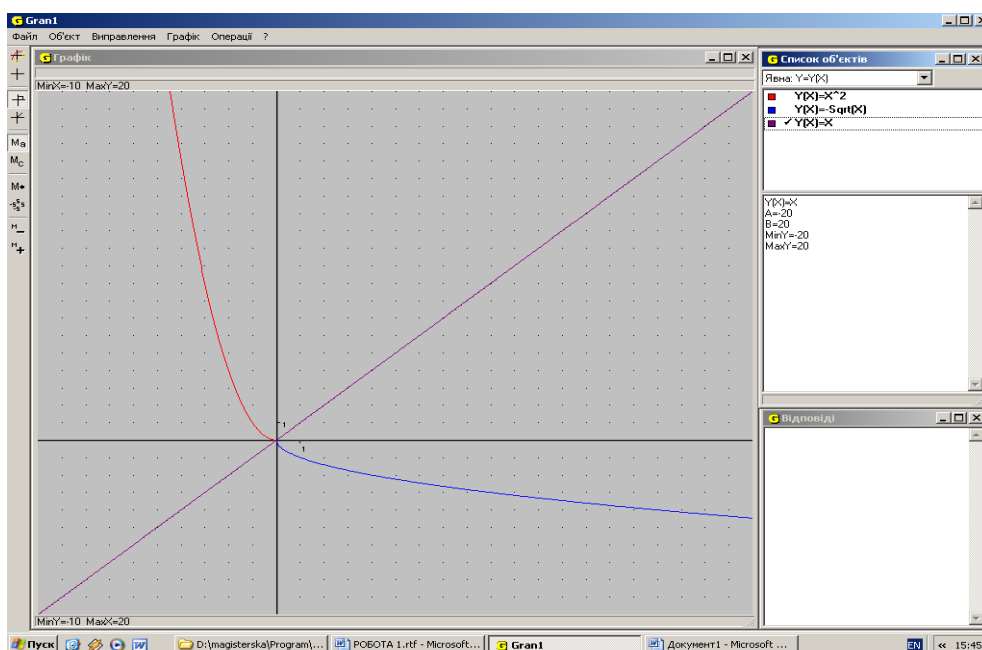 Gran1
Файл Об'єкт Виправлення Графік Операції ?
Графік
MinX=-10 MaxY=20
1
1
MinY=-10 MaxX=20
Ma
Mc
M
M
M
Список об'єктів
Явна: Y=Y(X)
Y(X)=X^2
Y(X)=-Sqrt(X)
Y(X)=X
Y(X)=X
A=-20
B=20
MinY=-20
MaxY=20
Відповіді
Пуск
D:\magisterska\Program\...
РОБОТА 1.rtf - Microsoft...
Gran1
Документ1 - Microsoft ...
EN
« 15:45